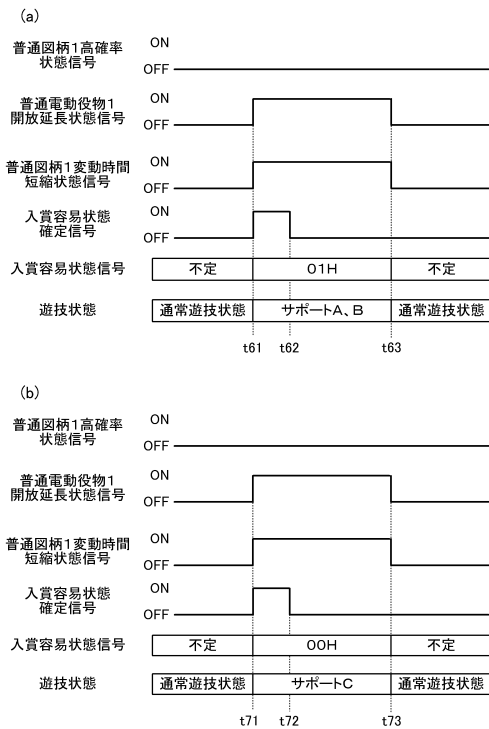 (a)
普通図柄1高確率
状態信号
ON
OFF
普通電動役物1
開放延長状態信号
ON
OFF
普通図柄1変動時間
短縮状態信号
ON
OFF
入賞容易状態
確定信号
ON
OFF
入賞容易状態信号
不定
01H
不定
遊技状態
通常遊技状態
サポートA、B
通常遊技状態
t61
t62
t63
(b)
普通図柄1高確率
状態信号
ON
OFF
普通電動役物1
開放延長状態信号
ON
OFF
普通図柄1変動時間
短縮状態信号
ON
OFF
入賞容易状態
確定信号
ON
OFF
入賞容易状態信号
不定
00H
不定
遊技状態
通常遊技状態
サポートC
通常遊技状態
t71
t72
t73